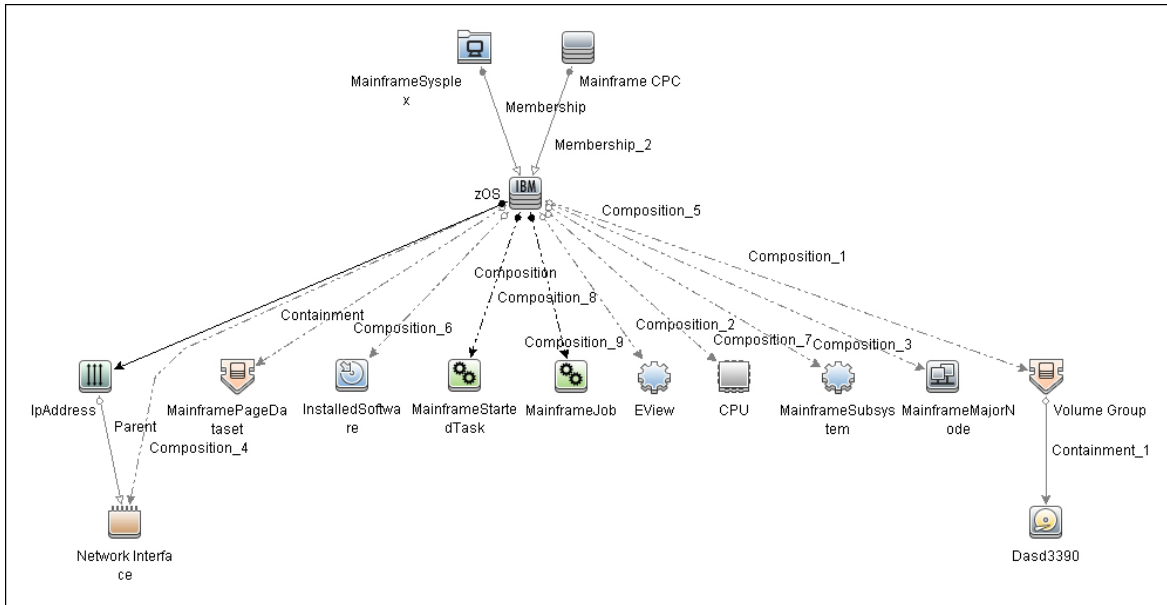 MainframeSysple
x
Mainframe CPC
Membership
Membership_2
IBM
zOS
Composition_5
Composition_1
Composition
Composition_8
Containment
Composition_6
Composition_2
Composition_7
Composition_3
Composition_9
IpAddress
MainframePageDa
taset
InstalledSoftwa
re
MainframeStarte
dTask
MainframeJob
EView
CPU
MainframeSubsys
tem
MainframeMajorN
ode
Volume Group
Parent
Composition_4
Containment_1
Network Interfa
ce
Dasd3390